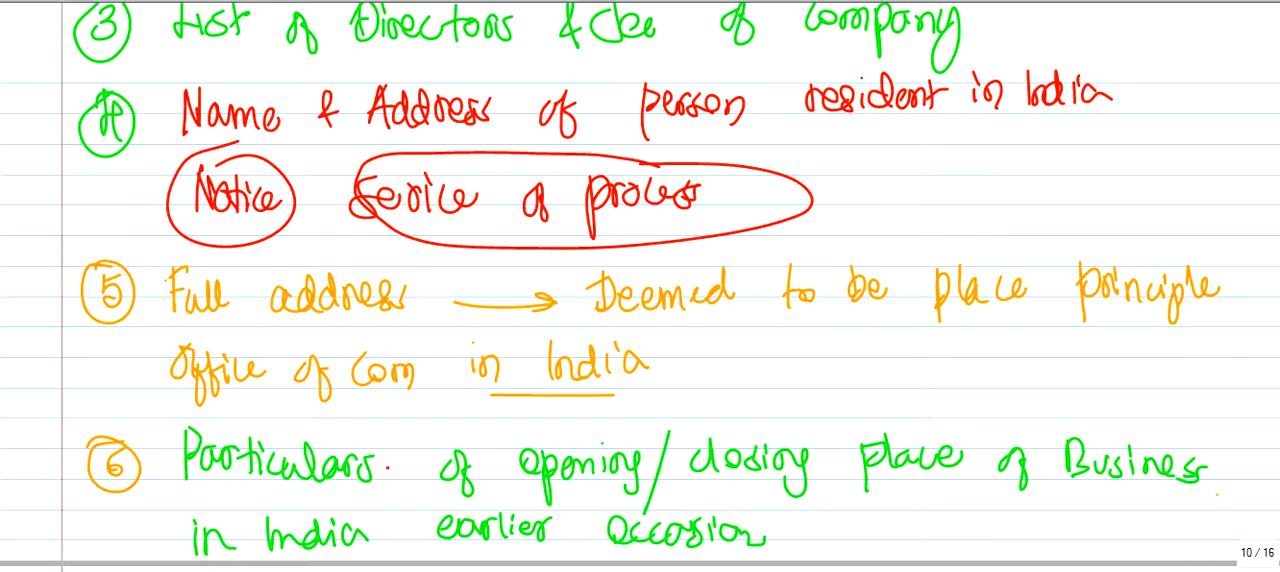 ③ List of Directors & Sec of Company
④ Name & Address of person resident in India
Notice Service of process
⑤ Full address → Deemed to be place principle
office of Com in India
⑥ Particulars. of opening/closing place of Business
in India earlier occasion
10 / 16